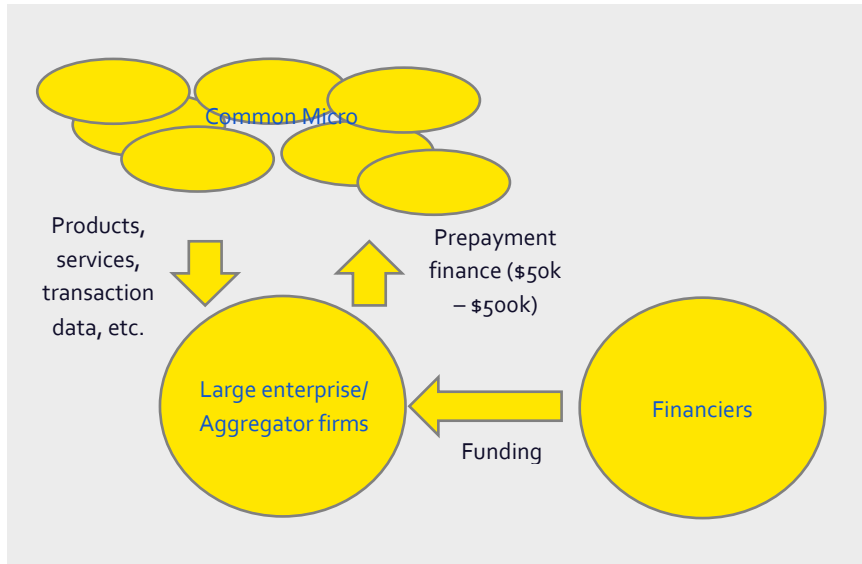 Common Micro
Products,
services,
transaction
data, etc.
Prepayment
finance ($50k
– $500k)
Large enterprise/
Aggregator firms
Financiers
Funding